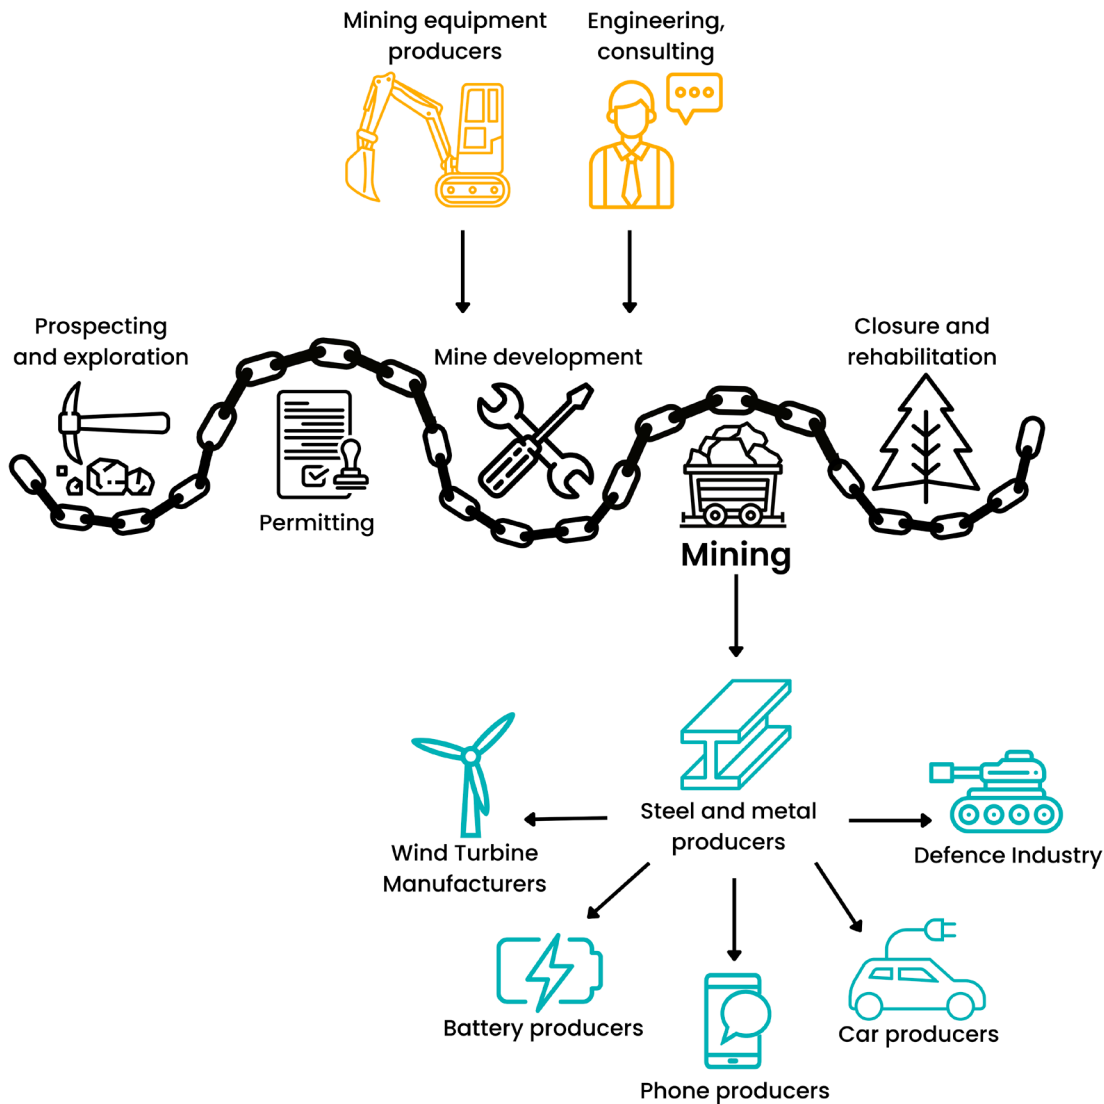 Mining equipment
producers
Engineering,
consulting
Prospecting
and exploration
Permitting
Mine development
Mining
Closure and
rehabilitation
Steel and metal
producers
Wind Turbine
Manufacturers
Defence Industry
Battery producers
Phone producers
Car producers